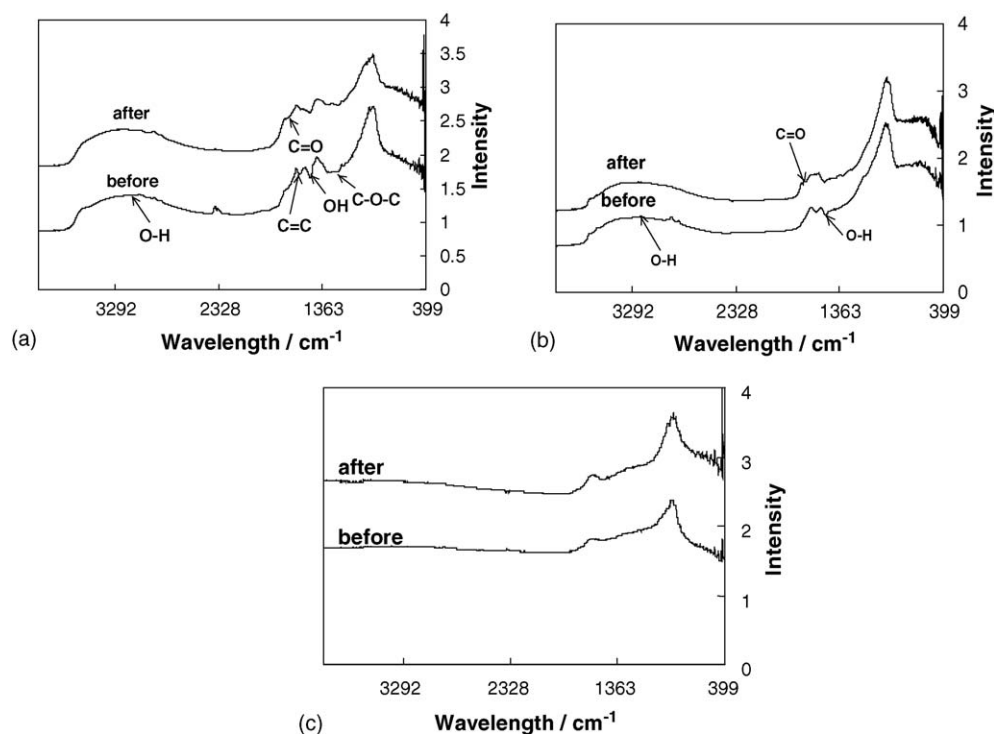 (a)
4
3.5
3
2.5
2
1.5
1
0.5
0
Intensity
after
C=O
before
O-H
C=C
OH
C-O-C
3292 2328 1363 399
Wavelength / cm-1
(b)
4
3
2
1
0
Intensity
C=O
after
before
O-H
O-H
3292 2328 1363 399
Wavelength / cm-1
4
3
2
1
0
Intensity
after
before
3292 2328 1363 399
(c)
Wavelength / cm-1